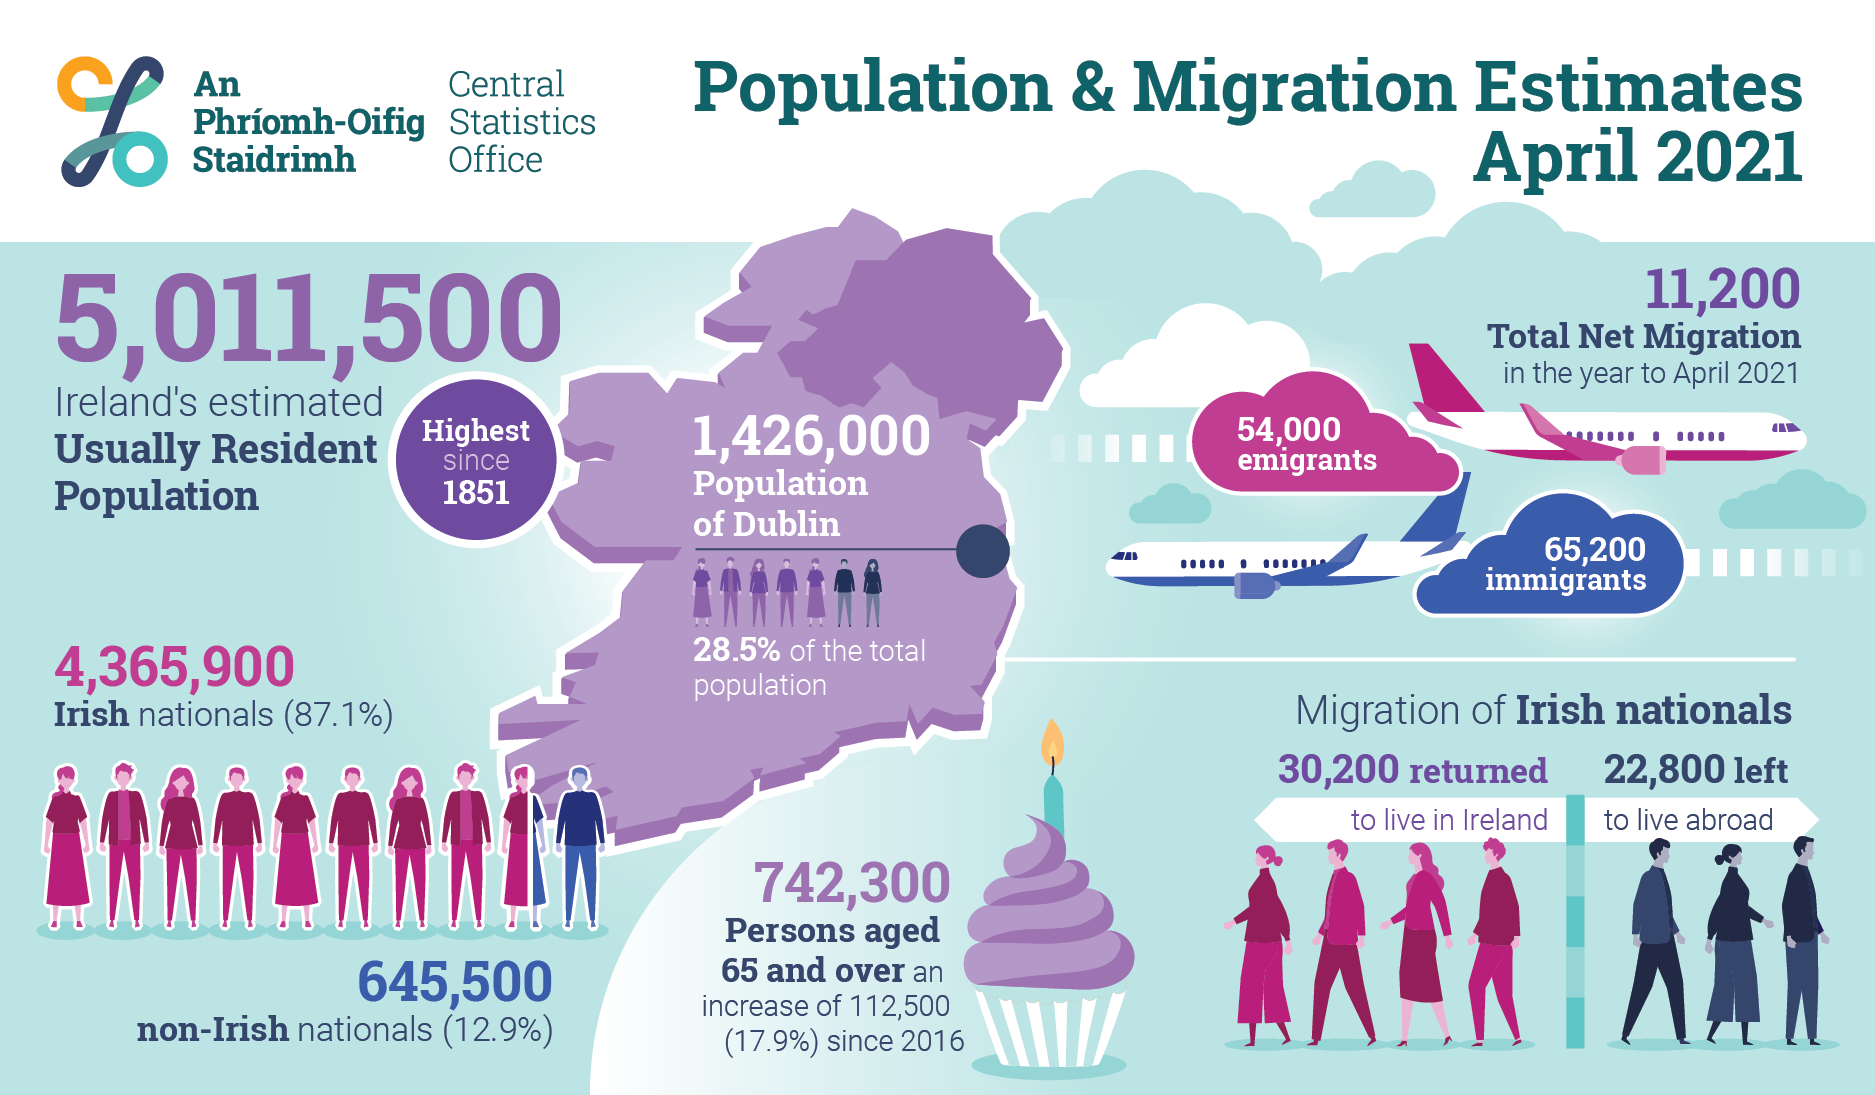 An
Phríomh-Oifig
Staidrimh
Central
Statistics
Office
Population & Migration Estimates
April 2021
5,011,500
Ireland's estimated
Usually Resident
Population
Highest
since
1851
1,426,000
Population
of Dublin
28.5% of the total
population
11,200
Total Net Migration
in the year to April 2021
54,000
emigrants
65,200
immigrants
4,365,900
Irish nationals (87.1%)
645,500
non-Irish nationals (12.9%)
742,300
Persons aged
65 and over an
increase of 112,500
(17.9%) since 2016
Migration of Irish nationals
30,200 returned
to live in Ireland
22,800 left
to live abroad